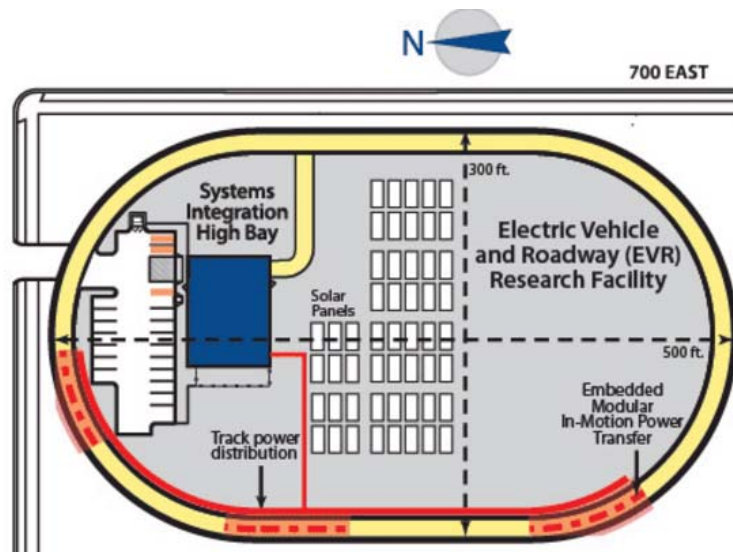 N
700 EAST
300 ft.
Systems
Integration
High Bay
Electric Vehicle
and Roadway (EVR)
Research Facility
Solar
Panels
500 ft.
Embedded
Modular
In-Motion Power
Transfer
Track power
distribution